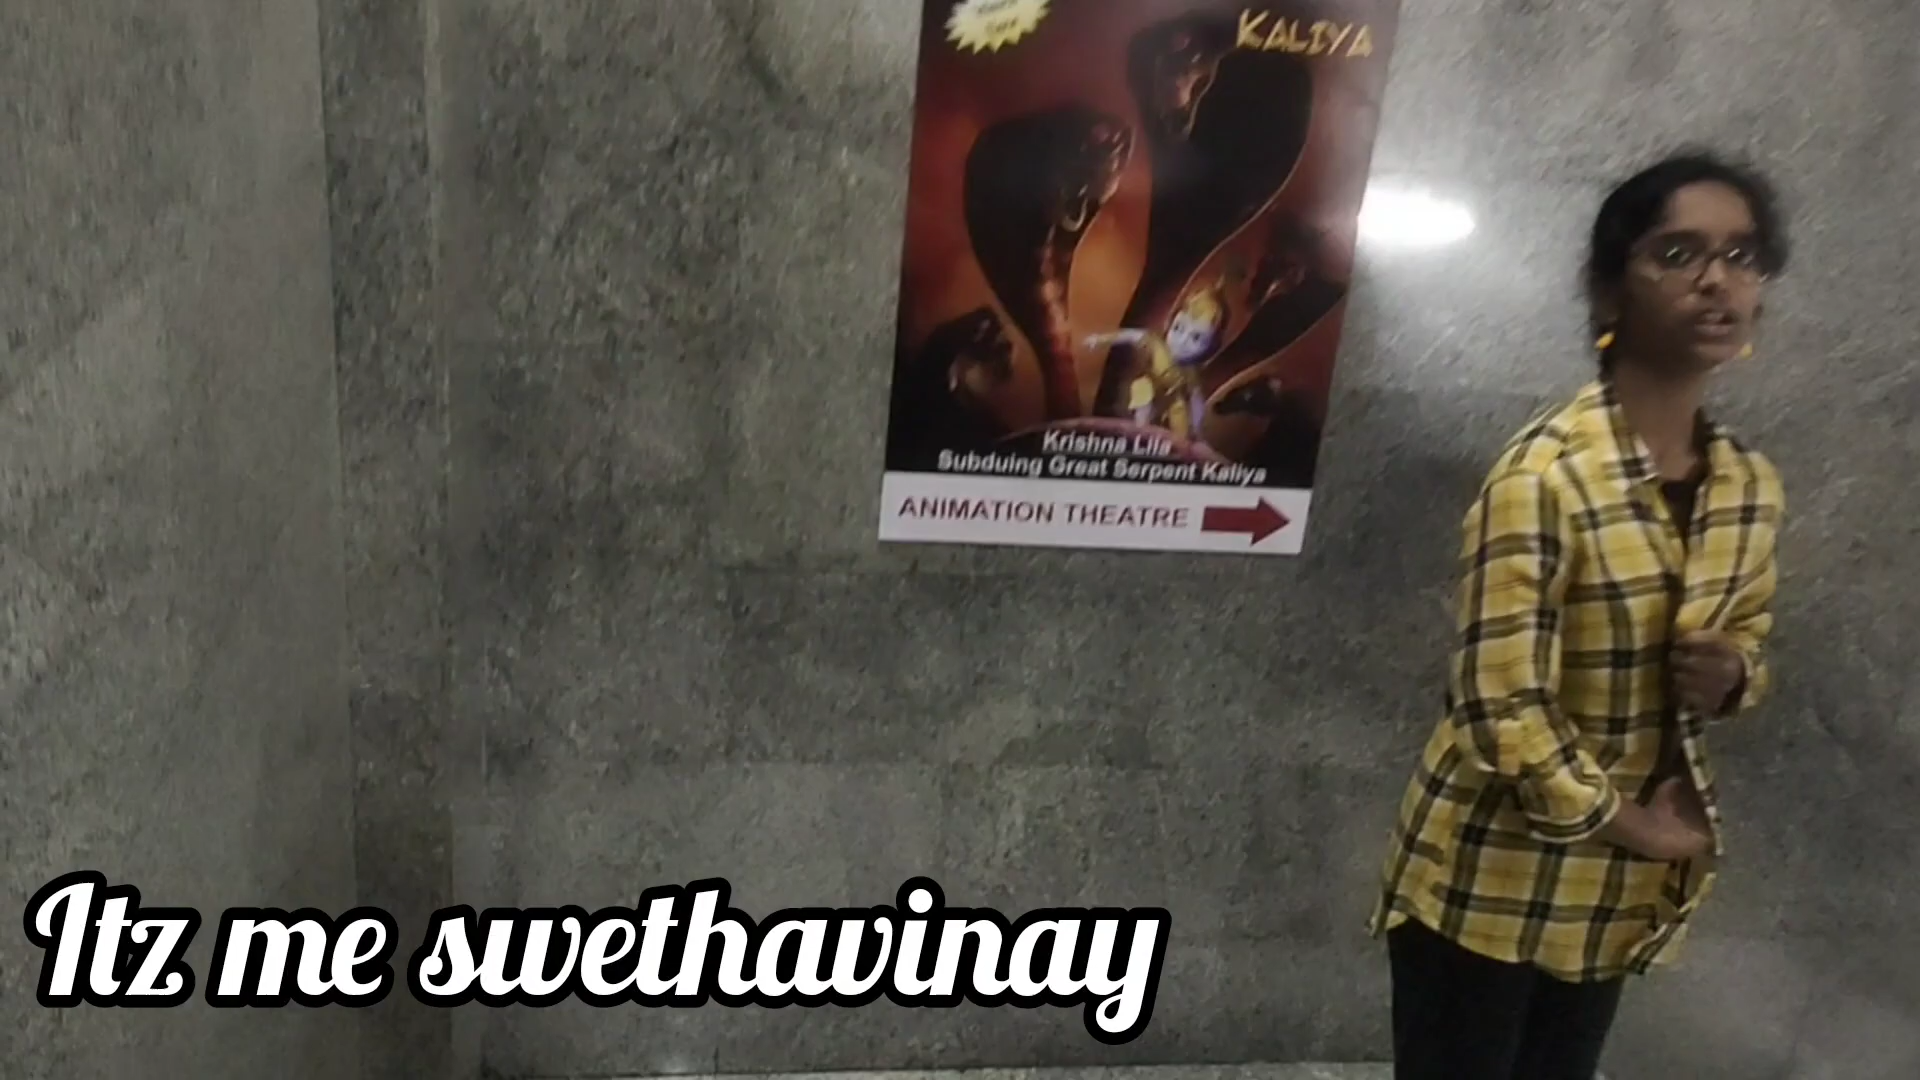 KALIYA
Krishna Lila
Subduing Great Serpent Kaliya
ANIMATION THEATRE
Itz me swethavinay